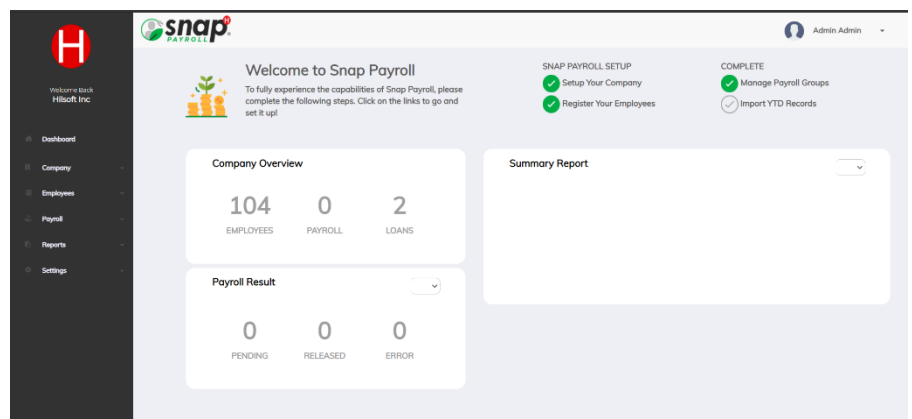 H
Welcome Back
Hilsoft Inc
Dashboard
Company
Employees
Payroll
Reports
Settings
snap H
PAYROLL
Admin Admin
Welcome to Snap Payroll
To fully experience the capabilities of Snap Payroll, please
complete the following steps. Click on the links to go and
set it up!
SNAP PAYROLL SETUP
Setup Your Company
Register Your Employees
COMPLETE
Manage Payroll Groups
Import YTD Records
Company Overview
104 0 2
EMPLOYEES PAYROLL LOANS
Payroll Result
0 0 0
PENDING RELEASED ERROR
Summary Report